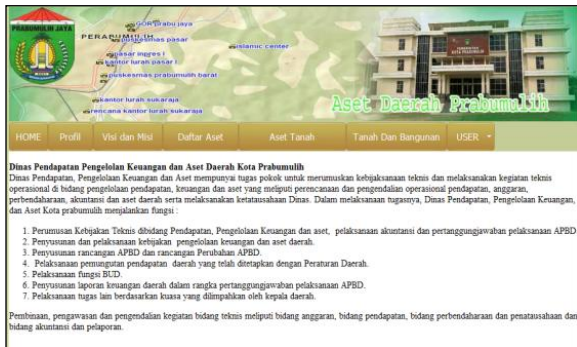 PRABUMULIH JAYA
GOR prabu jaya
PERABUMULIH
puskesmas pasar
islamic center
pasar inpres I
kantor lurah pasar I
puskesmas prabumulih barat
kantor lurah sukaraja
rencana kantor lurah sukaraja
Aset Daerah Prabumulih
HOME Profil Visi dan Misi Daftar Aset Aset Tanah Tanah Dan Bangunan USER
Dinas Pendapatan Pengelolan Keuangan dan Aset Daerah Kota Prabumulih
Dinas Pendapatan, Pengelolaan Keuangan dan Aset mempunyai tugas pokok untuk merumuskan kebijaksanaan teknis dan melaksanakan kegiatan teknis
operasional di bidang pengelolaan pendapatan, keuangan dan aset yang meliputi perencanaan dan pengendalian operasional pendapatan, anggaran,
perbendaharaan, akuntansi dan aset daerah serta melaksanakan ketatausahaan Dinas. Dalam melaksanaan tugasnya, Dinas Pendapatan, Pengelolaan Keuangan,
dan Aset Kota prabumulih menjalankan fungsi :
1. Perumusan Kebijakan Teknis dibidang Pendapatan, Pengelolaan Keuangan dan aset, pelaksanaan akuntansi dan pertanggungjawaban pelaksanaan APBD
2. Penyusunan dan pelaksanaan kebijakan pengelolaan keuangan dan aset daerah.
3. Penyusunan rancangan APBD dan rancangan Perubahan APBD.
4. Pelaksanaan pemungutan pendapatan daerah yang telah ditetapkan dengan Peraturan Daerah.
5. Pelaksanaan fungsi BUD.
6. Penyusunan laporan keuangan daerah dalam rangka pertanggungjawaban pelaksanaan APBD.
7. Pelaksanaan tugas lain berdasarkan kuasa yang dilimpahkan oleh kepala daerah.
Pembinaan, pengawasan dan pengendalian kegiatan bidang teknis meliputi bidang anggaran, bidang pendapatan, bidang perbendaharaan dan penatausahaan dan
bidang akuntansi dan pelaporan.